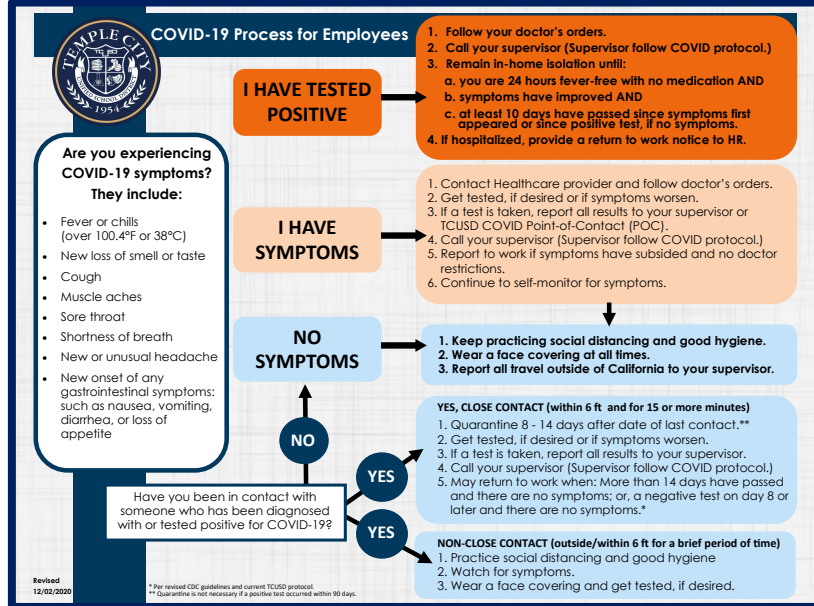 COVID-19 Process for Employees
TEMPLE CITY
UNIFIED SCHOOL DISTRICT
• 1954 •
Are you experiencing
COVID-19 symptoms?
They include:
• Fever or chills
(over 100.4°F or 38°C)
• New loss of smell or taste
• Cough
• Muscle aches
• Sore throat
• Shortness of breath
• New or unusual headache
• New onset of any
gastrointestinal symptoms:
such as nausea, vomiting,
diarrhea, or loss of
appetite
I HAVE TESTED
POSITIVE
1. Follow your doctor’s orders.
2. Call your supervisor (Supervisor follow COVID protocol.)
3. Remain in-home isolation until:
a. you are 24 hours fever-free with no medication AND
b. symptoms have improved AND
c. at least 10 days have passed since symptoms first
appeared or since positive test, if no symptoms.
4. If hospitalized, provide a return to work notice to HR.
I HAVE
SYMPTOMS
1. Contact Healthcare provider and follow doctor’s orders.
2. Get tested, if desired or if symptoms worsen.
3. If a test is taken, report all results to your supervisor or
TCUSD COVID Point-of-Contact (POC).
4. Call your supervisor (Supervisor follow COVID protocol.)
5. Report to work if symptoms have subsided and no doctor
restrictions.
6. Continue to self-monitor for symptoms.
NO
SYMPTOMS
1. Keep practicing social distancing and good hygiene.
2. Wear a face covering at all times.
3. Report all travel outside of California to your supervisor.
NO
YES
YES
Have you been in contact with
someone who has been diagnosed
with or tested positive for COVID-19?
YES, CLOSE CONTACT (within 6 ft and for 15 or more minutes)
1. Quarantine 8 - 14 days after date of last contact.**
2. Get tested, if desired or if symptoms worsen.
3. If a test is taken, report all results to your supervisor.
4. Call your supervisor (Supervisor follow COVID protocol.)
5. May return to work when: More than 14 days have passed
and there are no symptoms; or, a negative test on day 8 or
later and there are no symptoms.*
NON-CLOSE CONTACT (outside/within 6 ft for a brief period of time)
1. Practice social distancing and good hygiene
2. Watch for symptoms.
3. Wear a face covering and get tested, if desired.
Revised
12/02/2020
* Per revised CDC guidelines and current TCUSD protocol.
** Quarantine is not necessary if a positive test occurred within 90 days.